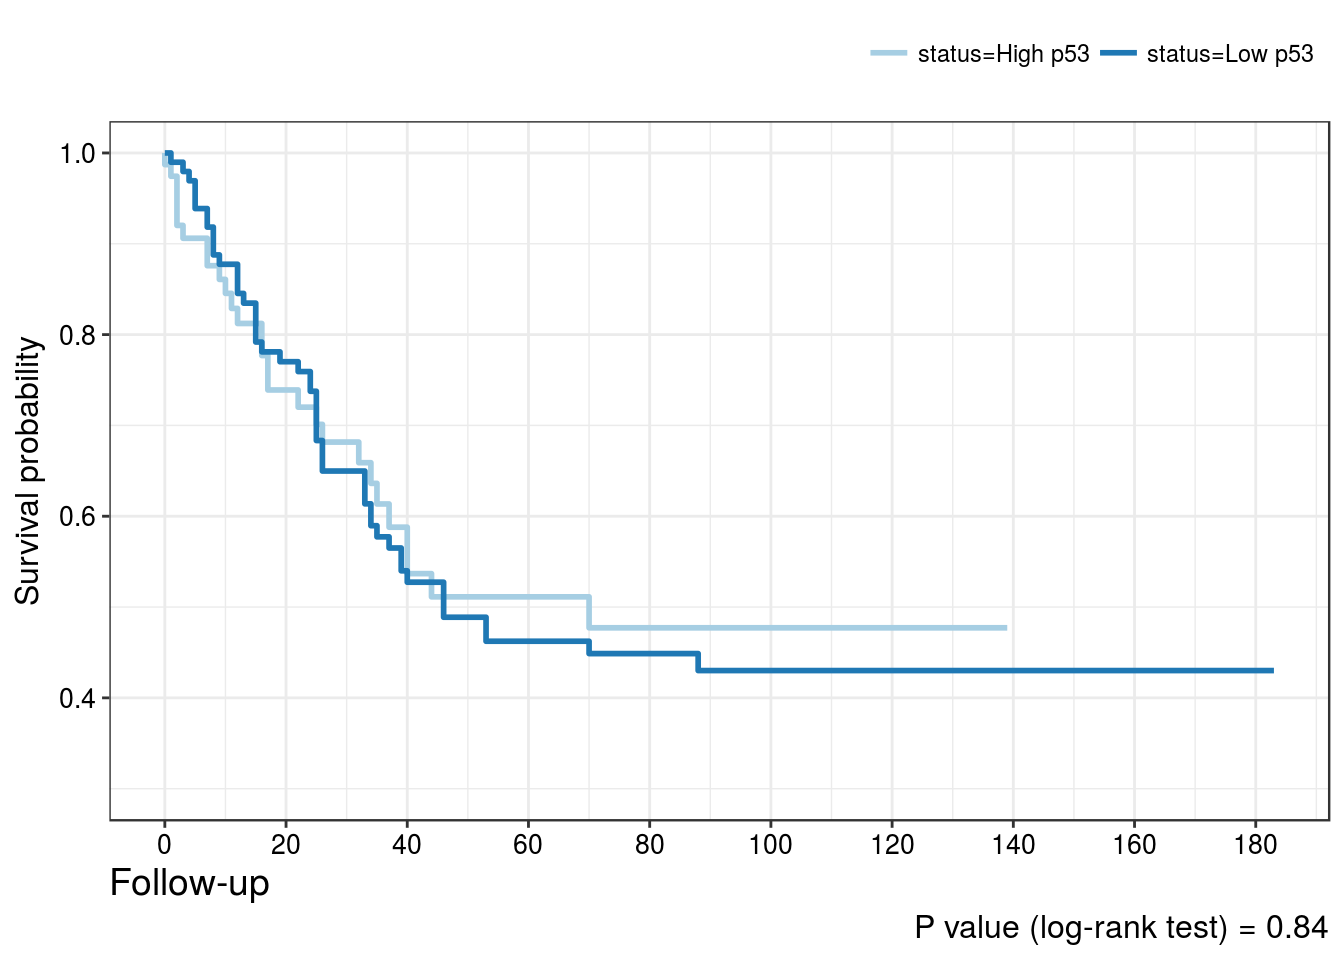 status=High p53 status=Low p53
Survival probability
1.0
0.8
0.6
0.4
0 20 40 60 80 100 120 140 160 180
Follow-up
P value (log-rank test) = 0.84